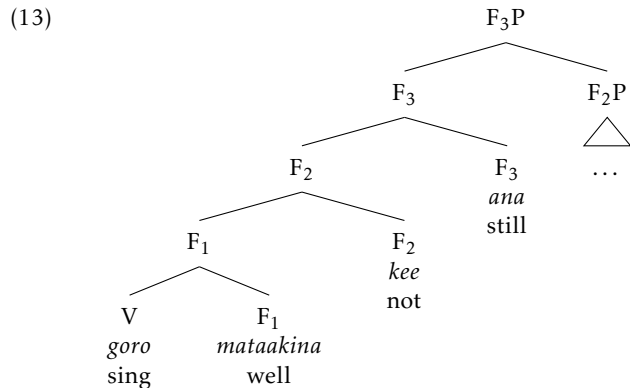 (13)
F₃P
F₃ F₂P
F₂ F₃ ...
ana
still
F₁ F₂
kee
not
V F₁
goro mataakina
sing well